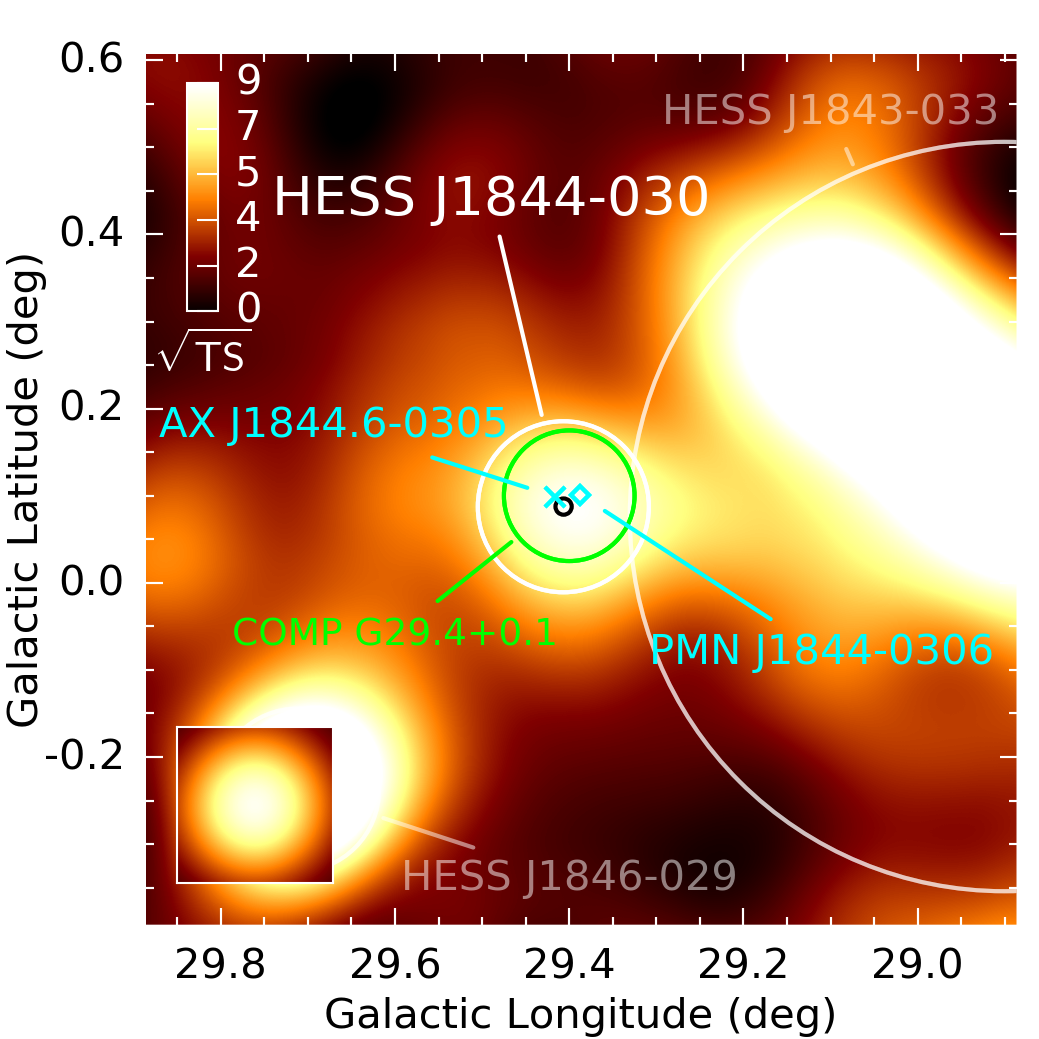 0.6
0.4
0.2
0.0
-0.2
Galactic Latitude (deg)
9
7
5
4
2
0
√TS
HESS J1843-033
HESS J1844-030
AX J1844.6-0305
COMP G29.4+0.1
PMN J1844-0306
HESS J1846-029
29.8 29.6 29.4 29.2 29.0
Galactic Longitude (deg)